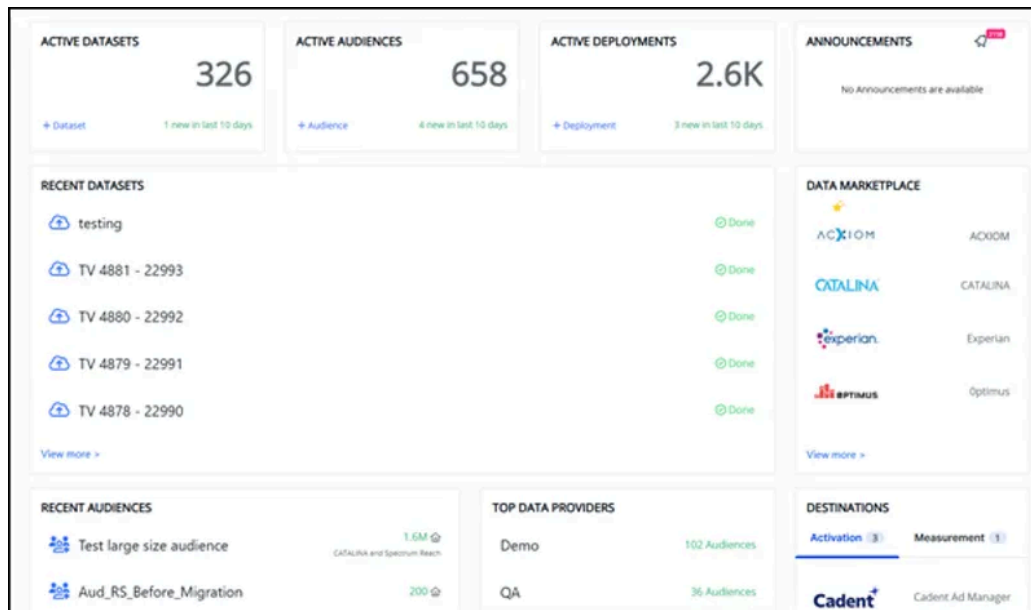 ACTIVE DATASETS
326
+ Dataset
1 new in last 10 days
ACTIVE AUDIENCES
658
+ Audience
4 new in last 10 days
ACTIVE DEPLOYMENTS
2.6K
+ Deployment
3 new in last 10 days
ANNOUNCEMENTS
No Announcements are available
RECENT DATASETS
testing
Done
TV 4881 - 22993
Done
TV 4880 - 22992
Done
TV 4879 - 22991
Done
TV 4878 - 22990
Done
View more >
DATA MARKETPLACE
ACXIOM
ACXIOM
CATALINA
CATALINA
experian.
Experian
0PTIMUS
0ptimus
View more >
RECENT AUDIENCES
Test large size audience
1.6M
CATALINA and Spectrum Reach
Aud_RS_Before_Migration
200
TOP DATA PROVIDERS
Demo
102 Audiences
QA
36 Audiences
DESTINATIONS
Activation 3
Measurement 1
Cadent
Cadent Ad Manager